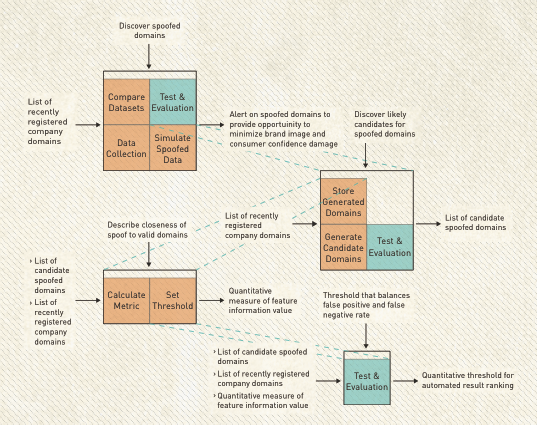 Discover spoofed
domains
List of
recently
registered
company
domains
Compare
Datasets
Test &
Evaluation
Data
Collection
Simulate
Spoofed
Data
Alert on spoofed domains to
provide opportunity to
minimize brand image and
consumer confidence damage
Discover likely
candidates for
spoofed domains
List of recently
registered
company domains
Store
Generated
Domains
Generate
Candidate
Domains
Test &
Evaluation
List of candidate
spoofed domains
Describe closeness of
spoof to valid domains
› List of
candidate
spoofed
domains
› List of
recently
registered
company
domains
Calculate
Metric
Set
Threshold
Quantitative
measure of feature
information value
Threshold that balances
false positive and false
negative rate
› List of candidate spoofed
domains
› List of recently registered
company domains
› Quantitative measure of
feature information value
Test &
Evaluation
Quantitative threshold for
automated result ranking